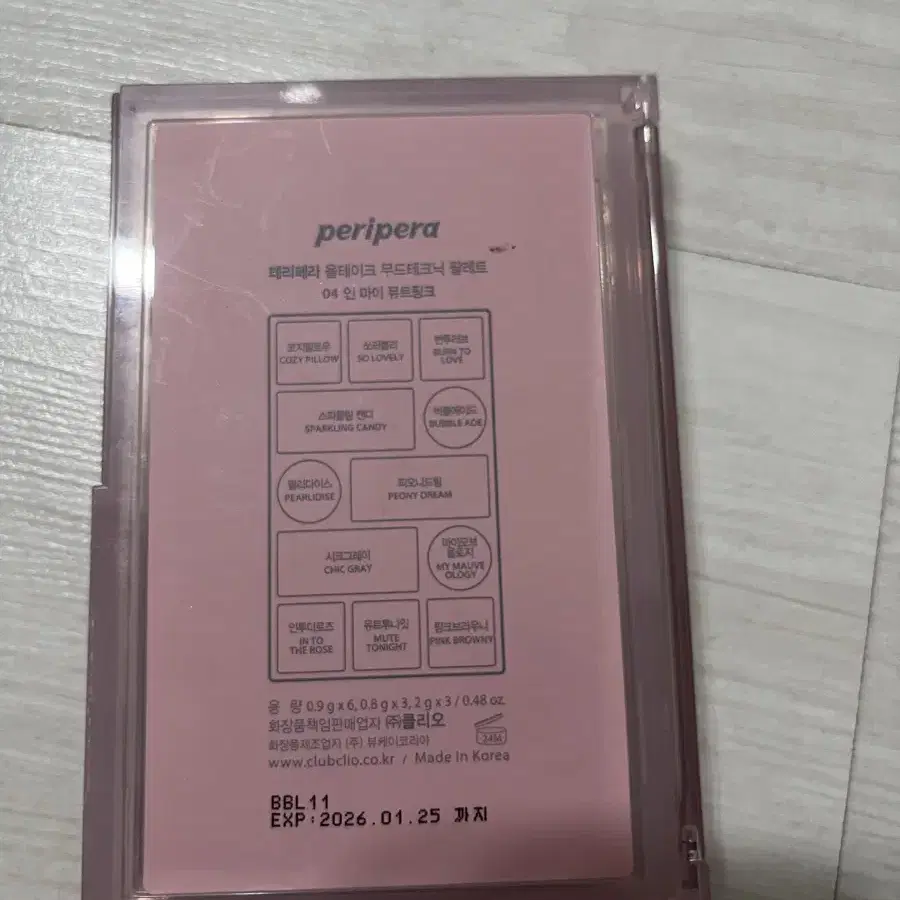 peripera
페리페라 올테이크 무드테크닉 팔레트
04 인 마이 뮤트핑크
코지필로우
COZY PILLOW
쏘러블리
SO LOVELY
번투러브
BURN TO
LOVE
스파클링 캔디
SPARKLING CANDY
버블에이드
BUBBLE ADE
펄리다이스
PEARLIDISE
피오니드림
PEONY DREAM
시크그레이
CHIC GRAY
마이모브
올로지
MY MAUVE
OLOGY
인투더로즈
IN TO
THE ROSE
뮤트투나잇
MUTE
TONIGHT
핑크브라우니
PINK BROWNY
용 량 0.9 g x 6, 0.8 g x 3, 2 g x 3 / 0.48 oz.
화장품책임판매업자 ㈜클리오
화장품제조업자 (주) 뷰케이코리아
24M
www.clubclio.co.kr / Made In Korea
BBL11
EXP:2026.01.25 까지